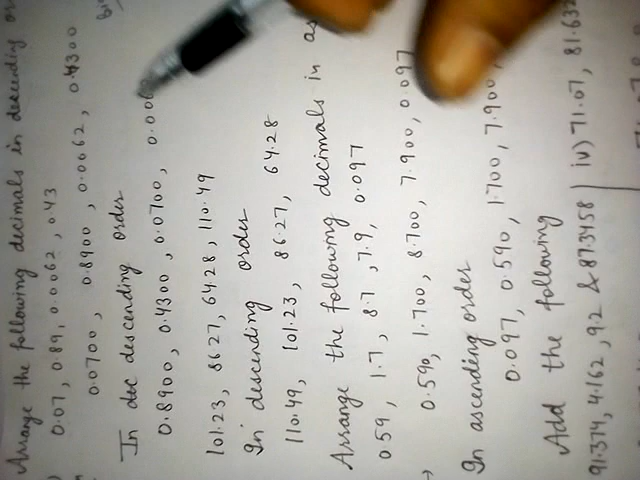 Arrange the following decimals in descending or
0.07, 0.89, 0.0062, 0.43
0.0700, 0.8900, 0.0062, 0.4300
In dec descending order
0.8900, 0.4300, 0.0700, 0.006
101.23, 8627, 64.28, 110.49
In descending order
110.49, 101.23, 86.27, 64.28
Arrange the following decimals in as
0.59, 1.7, 8.7, 7.9, 0.097
0.590, 1.700, 8.700, 7.900, 0.097
In ascending order
0.097, 0.590, 1.700, 7.900,
Add the following
91.374, 4.162, 92 & 87.3458 iv) 71.07, 81.632